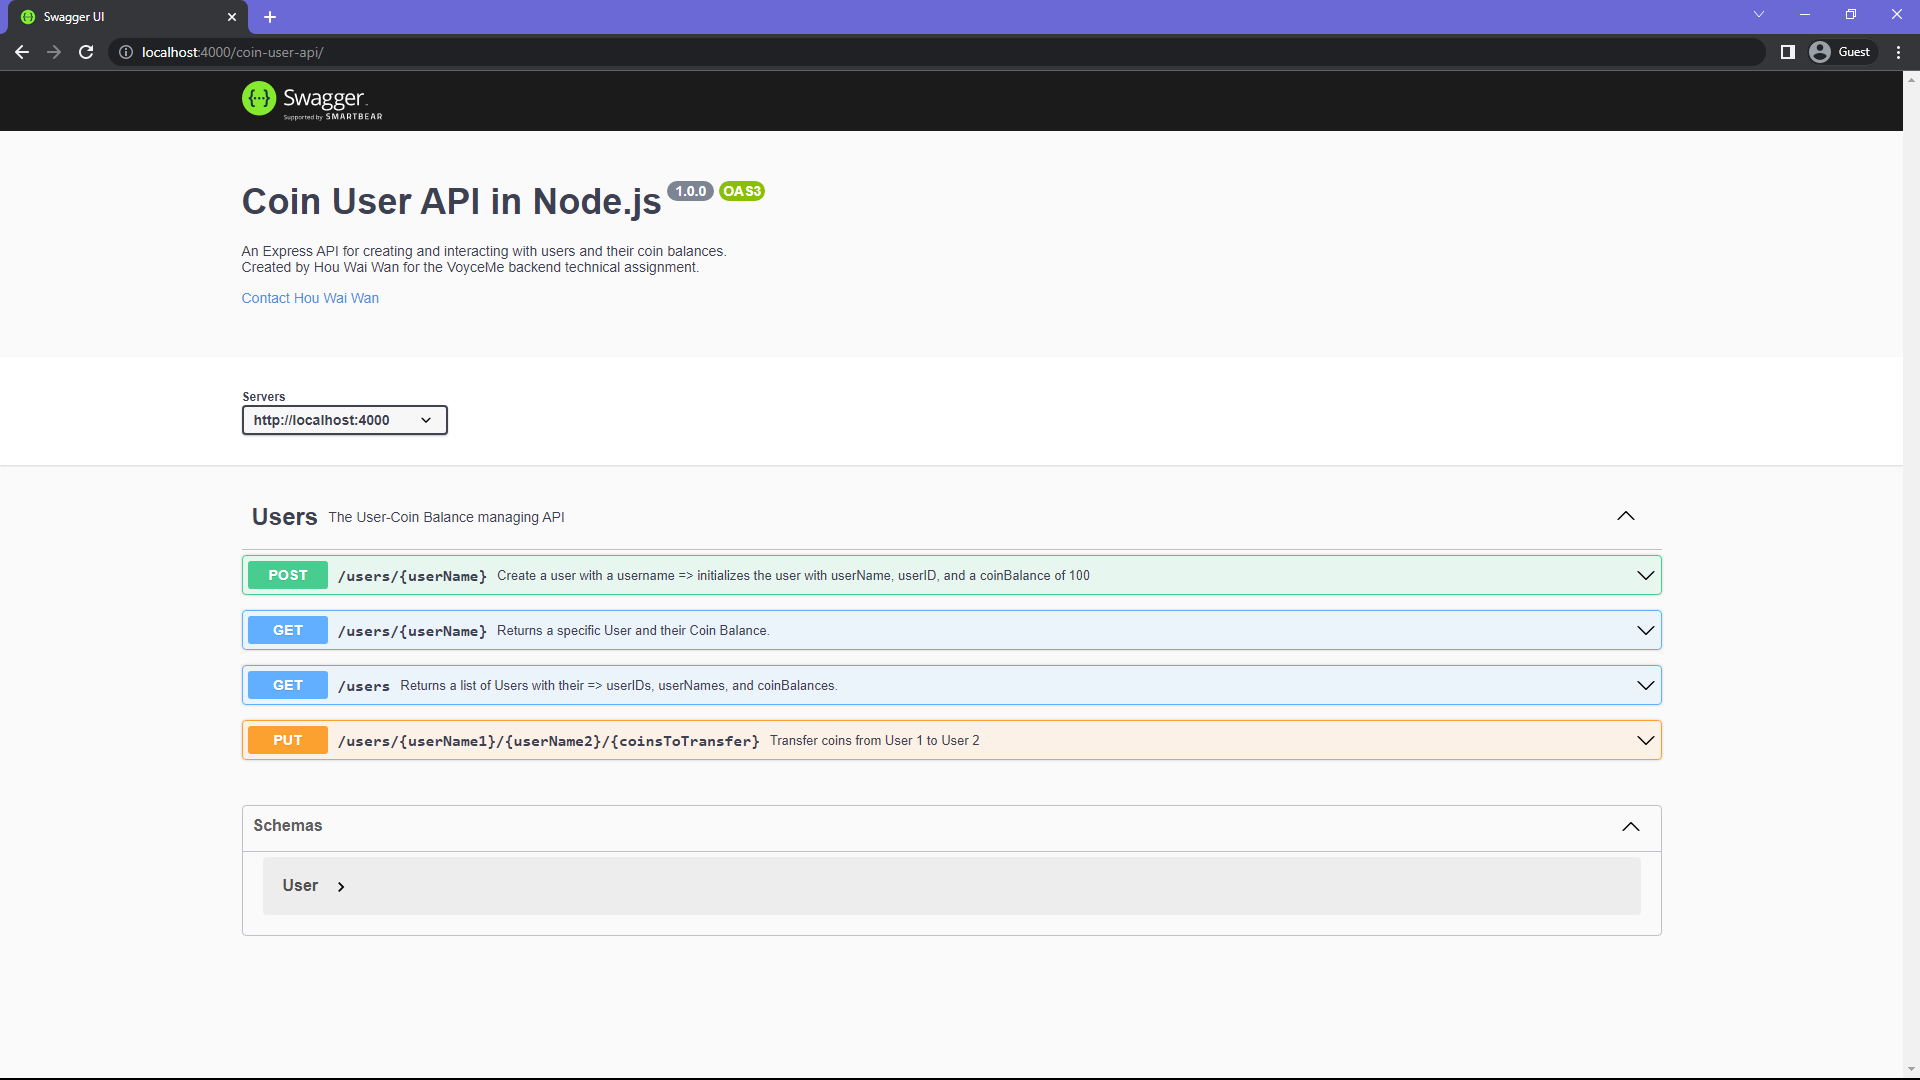 Swagger UI
localhost:4000/coin-user-api/
Guest
Swagger
Supported by SMARTBEAR
Coin User API in Node.js 1.0.0 OAS3
An Express API for creating and interacting with users and their coin balances.
Created by Hou Wai Wan for the VoyceMe backend technical assignment.
Contact Hou Wai Wan
Servers
http://localhost:4000
Users The User-Coin Balance managing API
POST /users/{userName} Create a user with a username => initializes the user with userName, userID, and a coinBalance of 100
GET /users/{userName} Returns a specific User and their Coin Balance.
GET /users Returns a list of Users with their => userIDs, userNames, and coinBalances.
PUT /users/{userName1}/{userName2}/{coinsToTransfer} Transfer coins from User 1 to User 2
Schemas
User